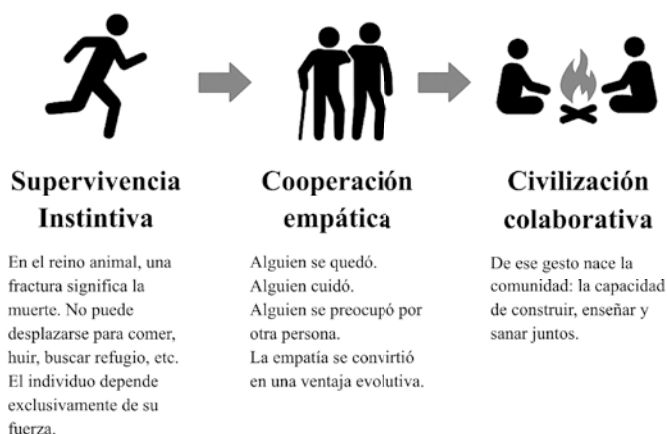 Supervivencia
Instintiva
En el reino animal, una
fractura significa la
muerte. No puede
desplazarse para comer,
huir, buscar refugio, etc.
El individuo depende
exclusivamente de su
fuerza.
Cooperación
empática
Alguien se quedó.
Alguien cuidó.
Alguien se preocupó por
otra persona.
La empatía se convirtió
en una ventaja evolutiva.
Civilización
colaborativa
De ese gesto nace la
comunidad: la capacidad
de construir, enseñar y
sanar juntos.